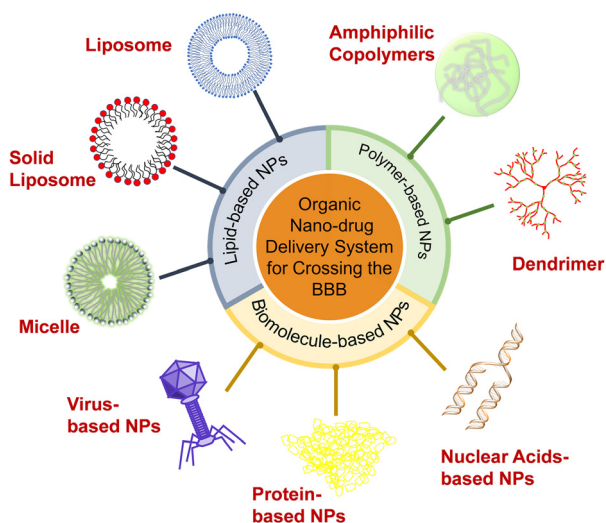 Liposome
Amphiphilic
Copolymers
Solid
Liposome
Lipid-based NPs
Polymer-based NPs
Organic
Nano-drug
Delivery System
for Crossing the
BBB
Dendrimer
Micelle
Biomolecule-based NPs
Virus-
based NPs
Protein-
based NPs
Nuclear Acids-
based NPs